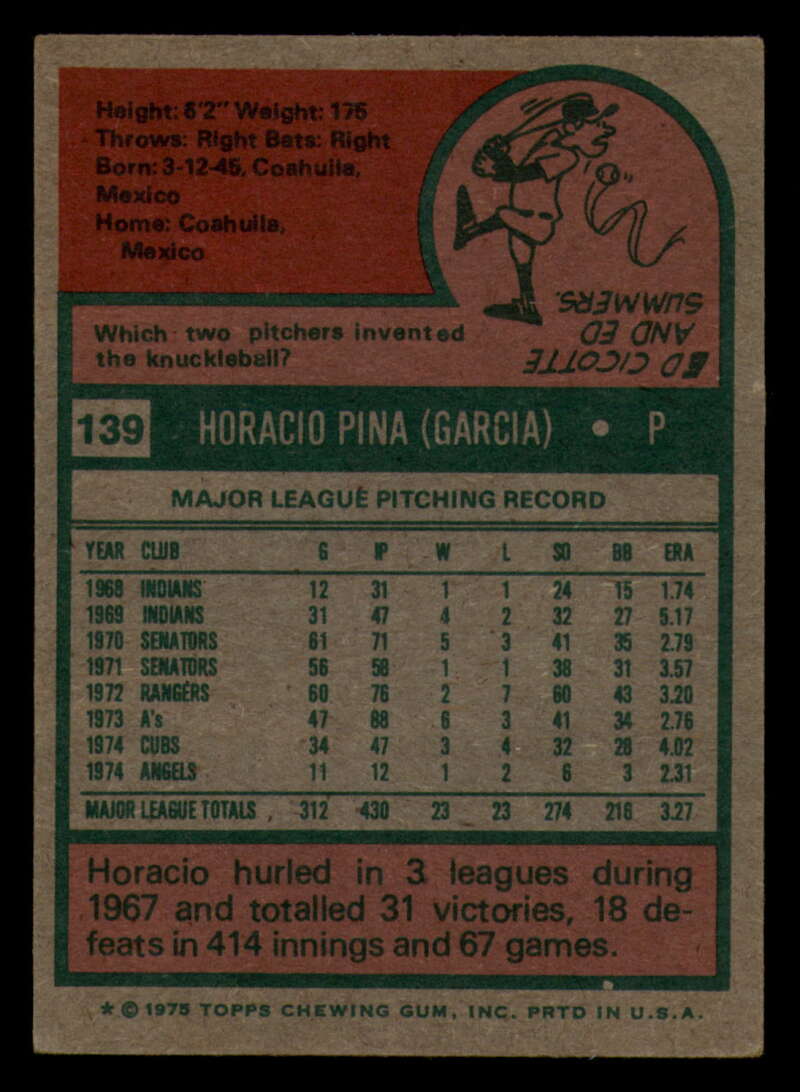 Height: 6'2" Weight: 175
Throws: Right Bats: Right
Born: 3-12-45, Coahuila,
Mexico
Home: Coahuila,
Mexico
Which two pitchers invented
the knuckleball?
ED CICOTTE
AND ED
SUMMERS.
139 HORACIO PINA (GARCIA) • P
MAJOR LEAGUE PITCHING RECORD
YEAR CLUB G IP W L SO BB ERA
1968 INDIANS 12 31 1 1 24 15 1.74
1969 INDIANS 31 47 4 2 32 27 5.17
1970 SENATORS 61 71 5 3 41 35 2.79
1971 SENATORS 56 58 1 1 38 31 3.57
1972 RANGERS 60 76 2 7 60 43 3.20
1973 A's 47 88 6 3 41 34 2.76
1974 CUBS 34 47 3 4 32 28 4.02
1974 ANGELS 11 12 1 2 6 3 2.31
MAJOR LEAGUE TOTALS 312 430 23 23 274 216 3.27
Horacio hurled in 3 leagues during
1967 and totalled 31 victories, 18 de-
feats in 414 innings and 67 games.
* © 1975 TOPPS CHEWING GUM, INC. PRTD IN U.S.A.